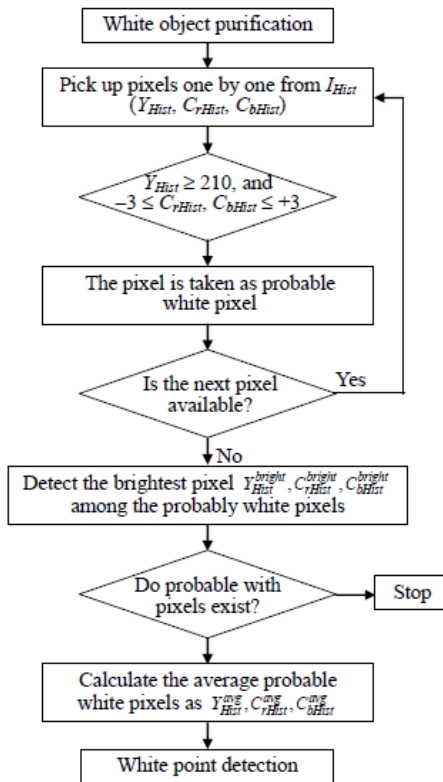 White object purification
Pick up pixels one by one from I_Hist
(Y_Hist, C_rHist, C_bHist)
Y_Hist ≥ 210, and
–3 ≤ C_rHist, C_bHist ≤ +3
The pixel is taken as probable
white pixel
Is the next pixel
available?
Yes
No
Detect the brightest pixel Y_Hist^bright, C_rHist^bright, C_bHist^bright
among the probably white pixels
Do probable with
pixels exist?
Stop
Calculate the average probable
white pixels as Y_Hist^avg, C_rHist^avg, C_bHist^avg
White point detection